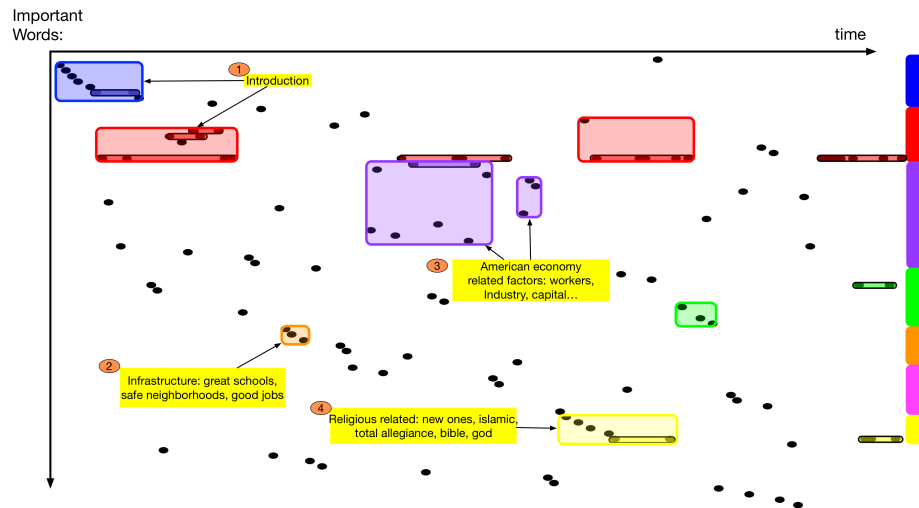 Important
Words:
time
1
Introduction
3
American economy
related factors: workers,
Industry, capital...
2
Infrastructure: great schools,
safe neighborhoods, good jobs
4
Religious related: new ones, islamic,
total allegiance, bible, god